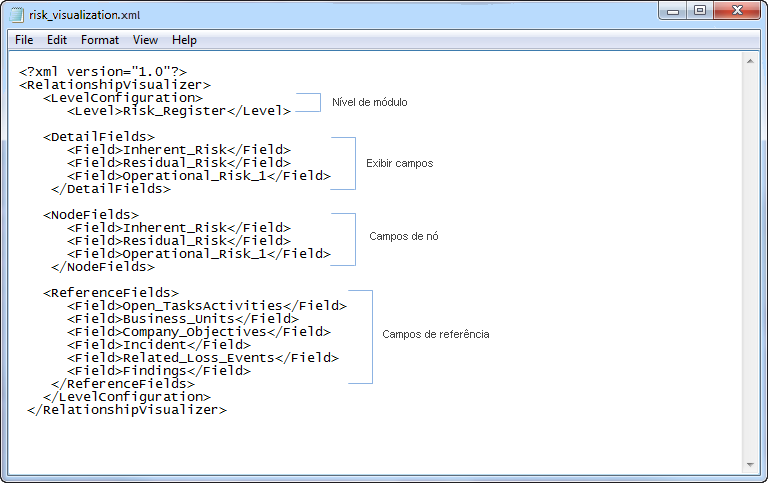 risk_visualization.xml
File Edit Format View Help
<?xml version="1.0"?>
<RelationshipVisualizer>
<LevelConfiguration>
<Level>Risk_Register</Level> Nível de módulo
<DetailFields>
<Field>Inherent_Risk</Field>
<Field>Residual_Risk</Field> Exibir campos
<Field>Operational_Risk_1</Field>
</DetailFields>
<NodeFields>
<Field>Inherent_Risk</Field>
<Field>Residual_Risk</Field> Campos de nó
<Field>Operational_Risk_1</Field>
</NodeFields>
<ReferenceFields>
<Field>Open_TasksActivities</Field>
<Field>Business_Units</Field>
<Field>Company_Objectives</Field> Campos de referência
<Field>Incident</Field>
<Field>Related_Loss_Events</Field>
<Field>Findings</Field>
</ReferenceFields>
</LevelConfiguration>
</RelationshipVisualizer>